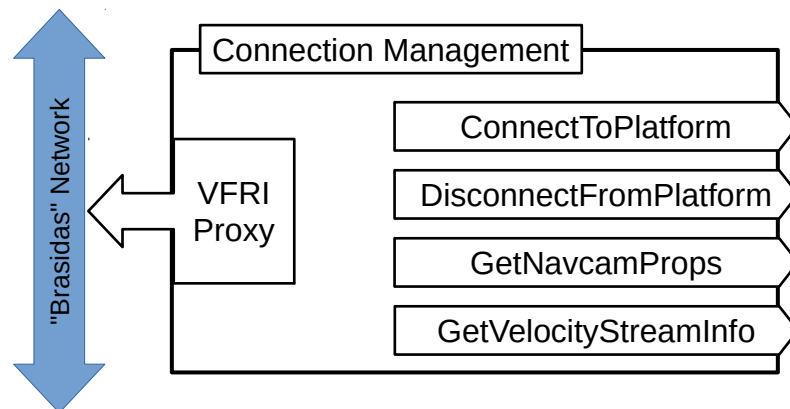 Connection Management
"Brasidas" Network
VFRI
Proxy
ConnectToPlatform
DisconnectFromPlatform
GetNavcamProps
GetVelocityStreamInfo